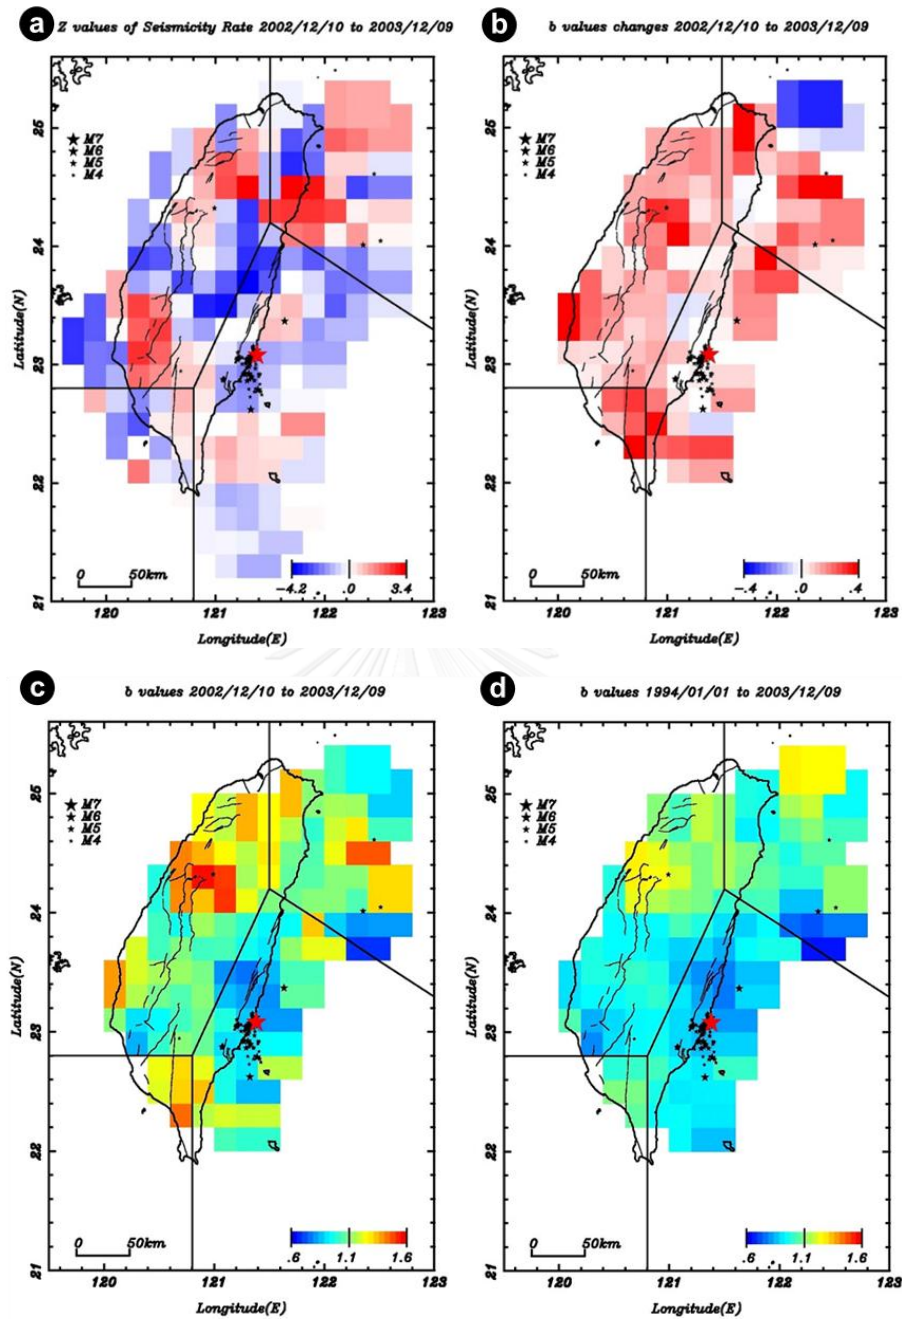 a Z values of Seismicity Rate 2002/12/10 to 2003/12/09
M7
M6
M5
M4
25
24
23
22
21
Latitude(N)
0 50km
-4.2 .0 3.4
120 121 122 123
Longitude(E)
b b values changes 2002/12/10 to 2003/12/09
M7
M6
M5
M4
25
24
23
22
21
Latitude(N)
0 50km
-.4 .0 .4
120 121 122 123
Longitude(E)
c b values 2002/12/10 to 2003/12/09
M7
M6
M5
M4
25
24
23
22
21
Latitude(N)
0 50km
.6 1.1 1.6
120 121 122 123
Longitude(E)
d b values 1994/01/01 to 2003/12/09
M7
M6
M5
M4
25
24
23
22
21
Latitude(N)
0 50km
.6 1.1 1.6
120 121 122 123
Longitude(E)